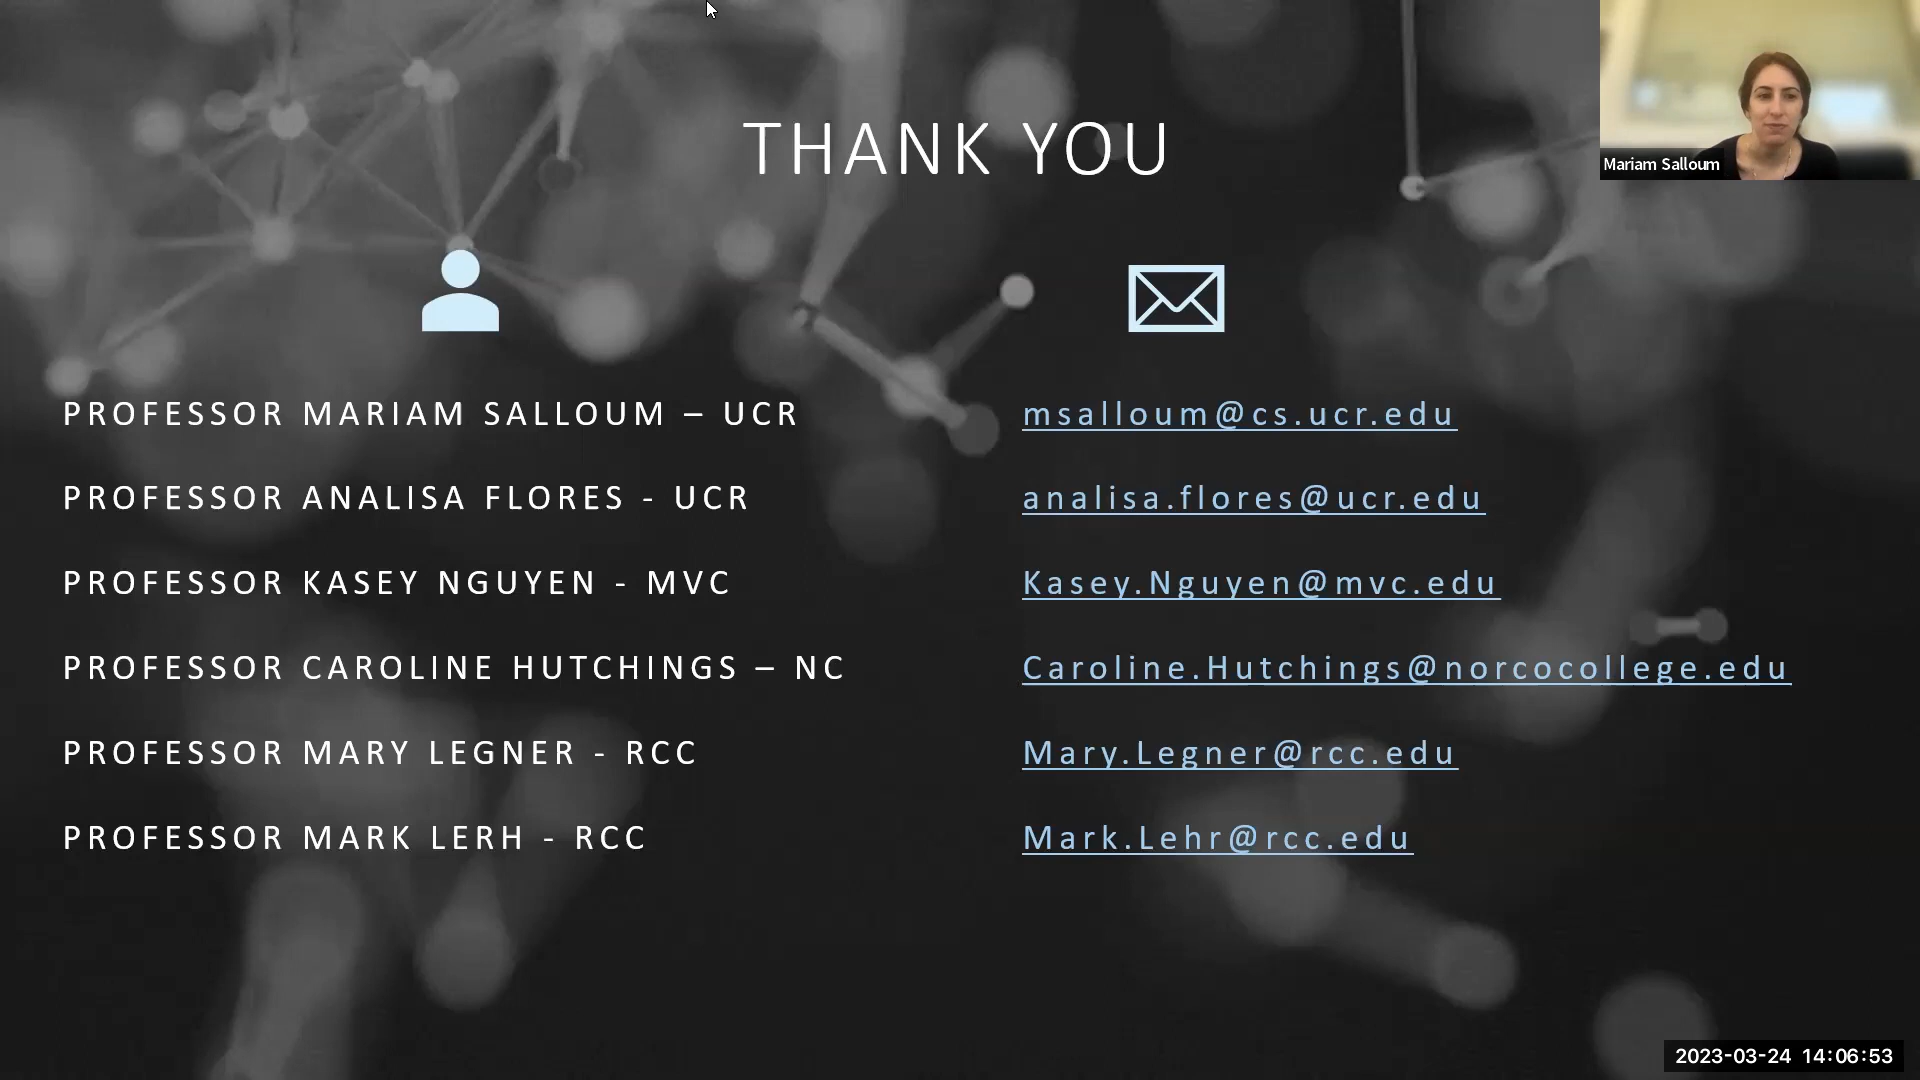 THANK YOU
Mariam Salloum
PROFESSOR MARIAM SALLOUM – UCR
msalloum@cs.ucr.edu
PROFESSOR ANALISA FLORES - UCR
analisa.flores@ucr.edu
PROFESSOR KASEY NGUYEN - MVC
Kasey.Nguyen@mvc.edu
PROFESSOR CAROLINE HUTCHINGS – NC
Caroline.Hutchings@norcocollege.edu
PROFESSOR MARY LEGNER - RCC
Mary.Legner@rcc.edu
PROFESSOR MARK LERH - RCC
Mark.Lehr@rcc.edu
2023-03-24 14:06:53